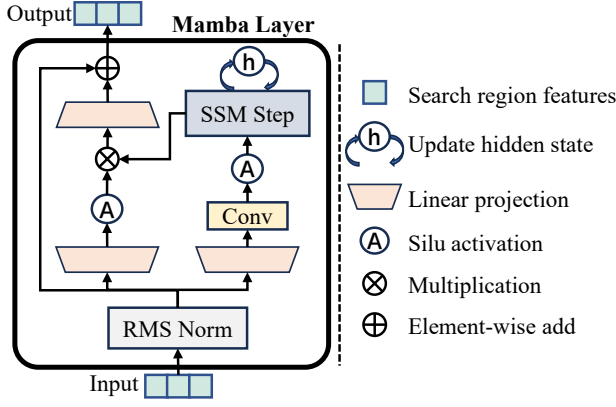 Output
Mamba Layer
h
SSM Step
A
A
Conv
RMS Norm
Input
Search region features
h
Update hidden state
Linear projection
A
Silu activation
Multiplication
Element-wise add